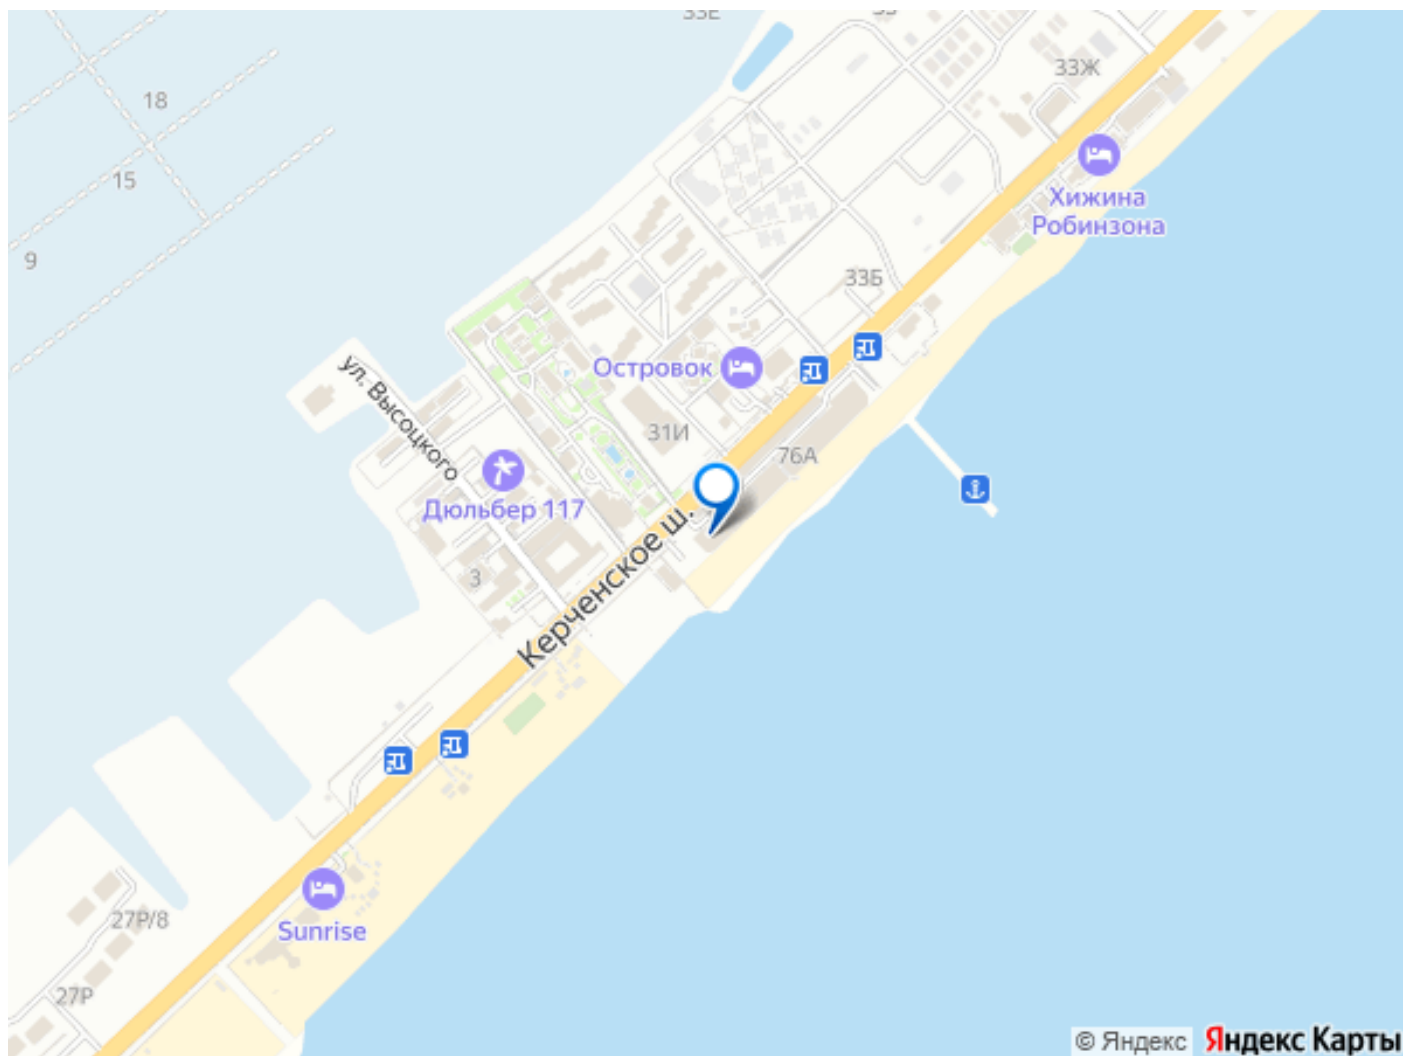 33Е
18
33Ж
15
Хижина
Робинзона
9
33Б
Островок
ул. Высоцкого
31И
76А
Дюльбер 117
3
Керченское ш.
27Р/8
Sunrise
27Р
© Яндекс Яндекс Карты